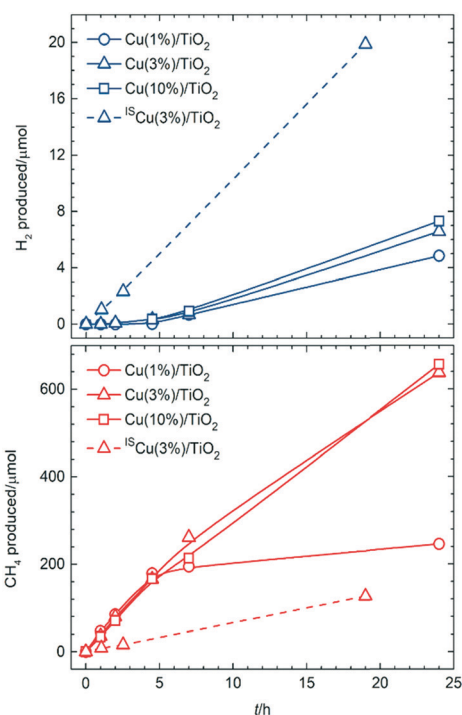 20
16
12
8
4
0
H₂ produced/μmol
Cu(1%)/TiO₂
Cu(3%)/TiO₂
Cu(10%)/TiO₂
ᴵˢCu(3%)/TiO₂
600
400
200
0
CH₄ produced/μmol
Cu(1%)/TiO₂
Cu(3%)/TiO₂
Cu(10%)/TiO₂
ᴵˢCu(3%)/TiO₂
0 5 10 15 20 25
t/h